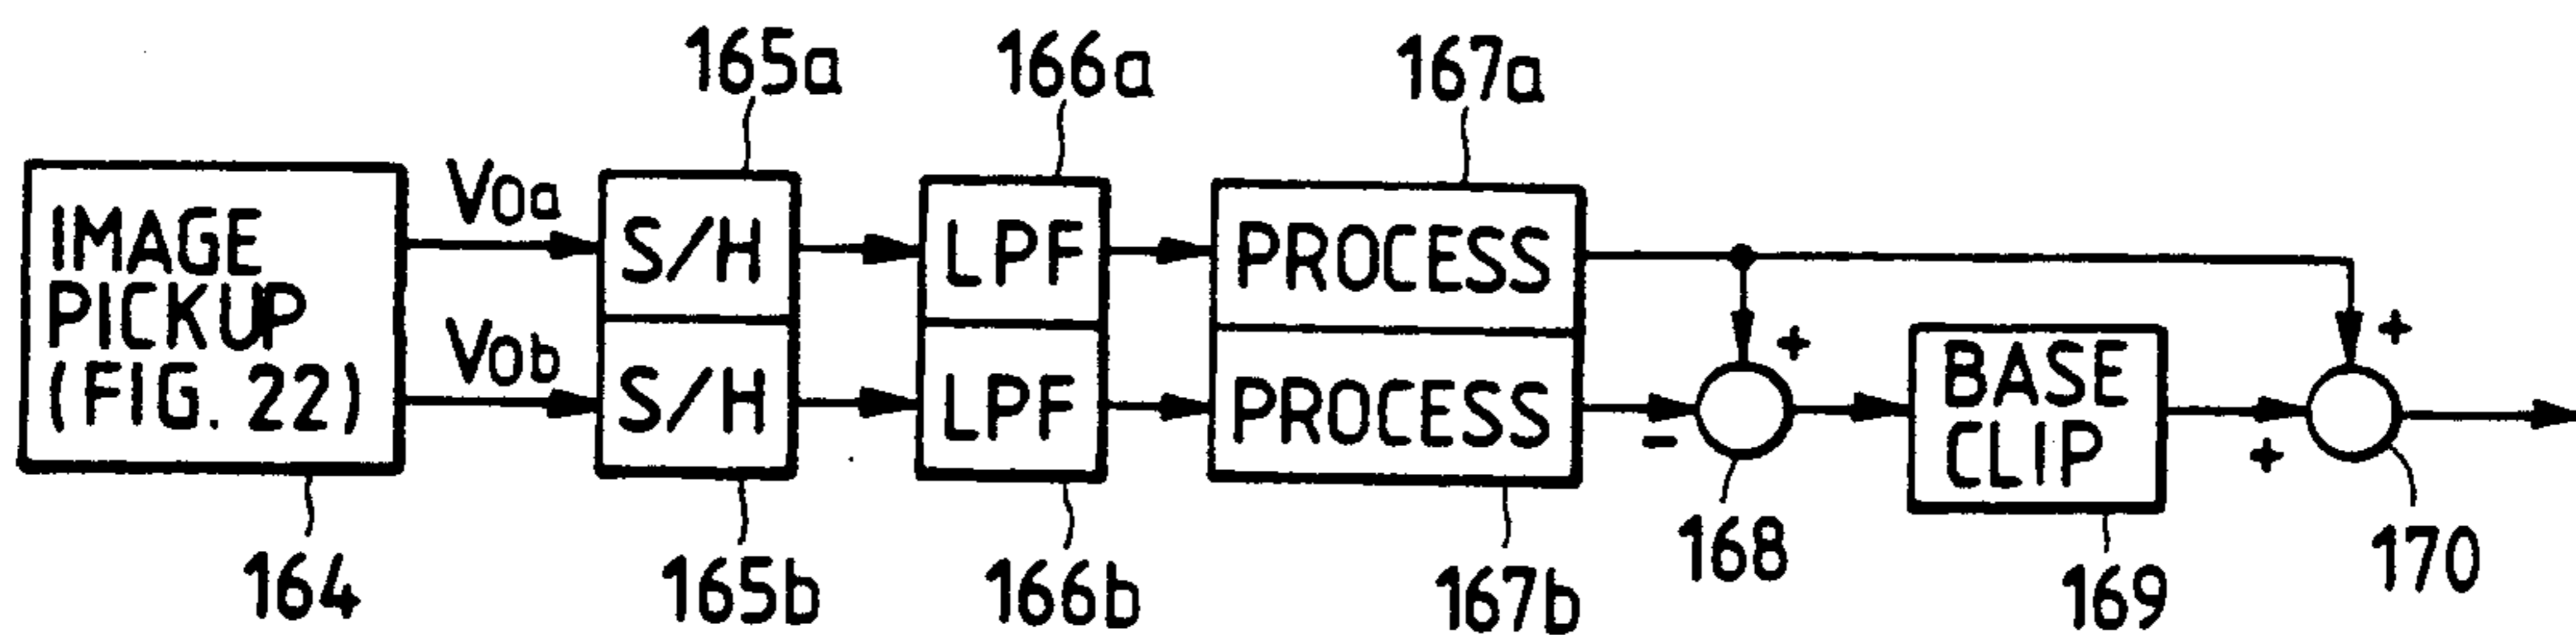 165a 166a 167a
IMAGE
PICKUP
(FIG. 22)
V0a
V0b
S/H
S/H
LPF
LPF
PROCESS
PROCESS
+
-
BASE
CLIP
+
+
164 165b 166b 167b 168 169 170